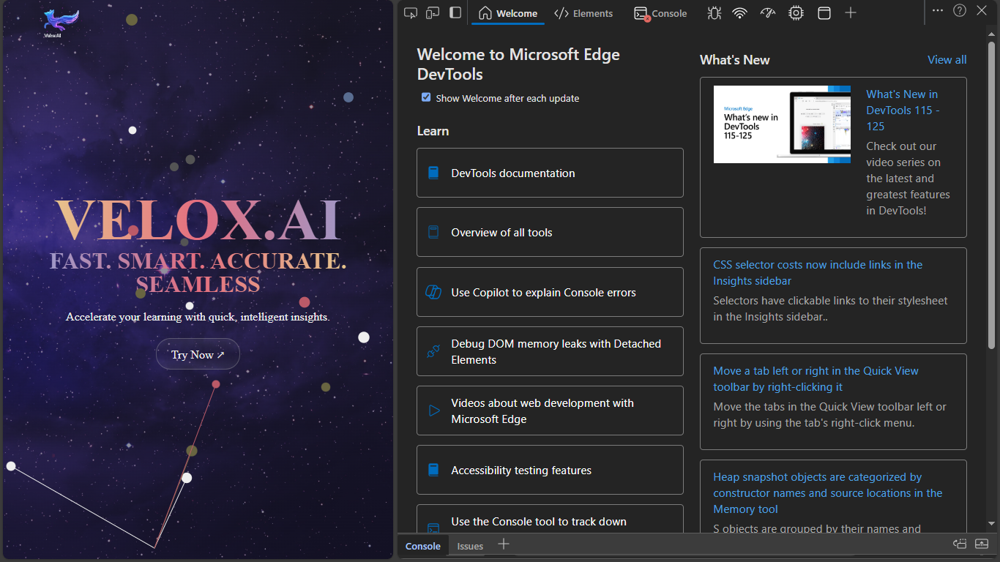 Velox.AI
VELOX.AI
FAST. SMART. ACCURATE.
SEAMLESS
Accelerate your learning with quick, intelligent insights.
Try Now ↗
Welcome
Elements
Console
Welcome to Microsoft Edge
DevTools
Show Welcome after each update
Learn
DevTools documentation
Overview of all tools
Use Copilot to explain Console errors
Debug DOM memory leaks with Detached
Elements
Videos about web development with
Microsoft Edge
Accessibility testing features
Use the Console tool to track down
What's New
View all
Microsoft Edge
What's new in
DevTools
115-125
What's New in
DevTools 115 -
125
Check out our
video series on
the latest and
greatest features
in DevTools!
CSS selector costs now include links in the
Insights sidebar
Selectors have clickable links to their stylesheet
in the Insights sidebar..
Move a tab left or right in the Quick View
toolbar by right-clicking it
Move the tabs in the Quick View toolbar left or
right by using the tab's right-click menu.
Heap snapshot objects are categorized by
constructor names and source locations in the
Memory tool
S objects are grouped by their names and
Console
Issues